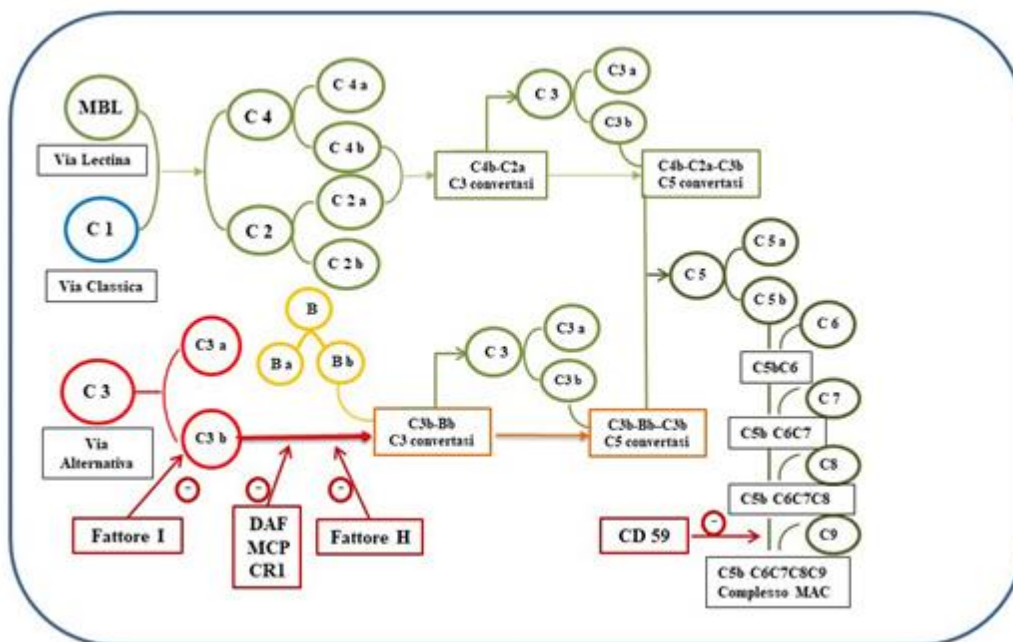 MBL
Via Lectina
C 1
Via Classica
C 4
C 4 a
C 4 b
C 2
C 2 a
C 2 b
C4b-C2a
C3 convertasi
C 3
C3 a
C3 b
C4b-C2a-C3b
C5 convertasi
C 3
Via
Alternativa
C3 a
C3 b
B
B a
B b
C3b-Bb
C3 convertasi
C 3
C3 a
C3 b
C3b-Bb-C3b
C5 convertasi
-
Fattore I
-
DAF
MCP
CR1
-
Fattore H
C 5
C 5 a
C 5 b
C 6
C5bC6
C 7
C5b C6C7
C8
C5b C6C7C8
CD 59
-
C9
C5b C6C7C8C9
Complesso MAC